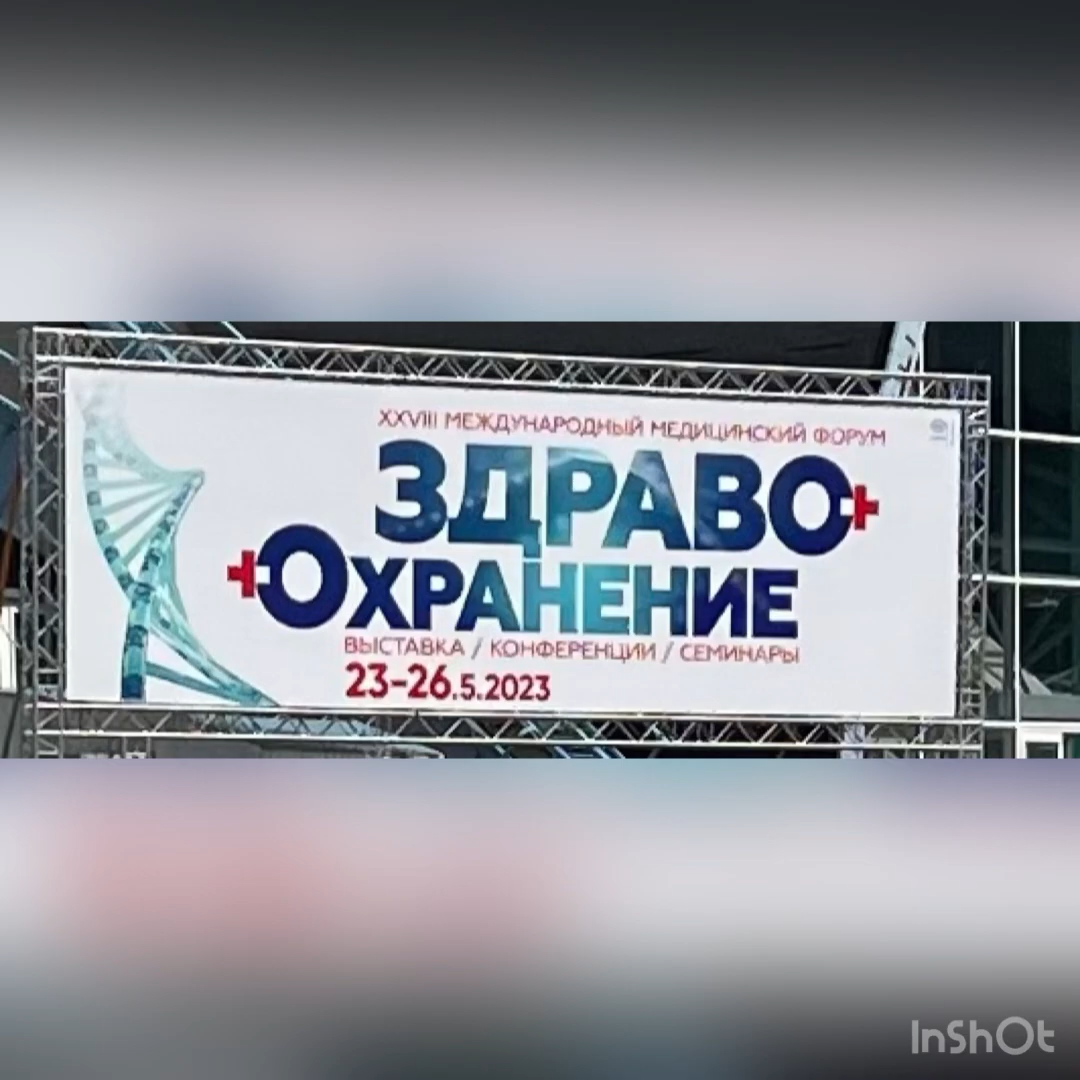 XXVIII МЕЖДУНАРОДНЫЙ МЕДИЦИНСКИЙ ФОРУМ
ЗДРАВО
ОХРАНЕНИЕ
ВЫСТАВКА / КОНФЕРЕНЦИИ / СЕМИНАРЫ
23-26.5.2023
InShOt